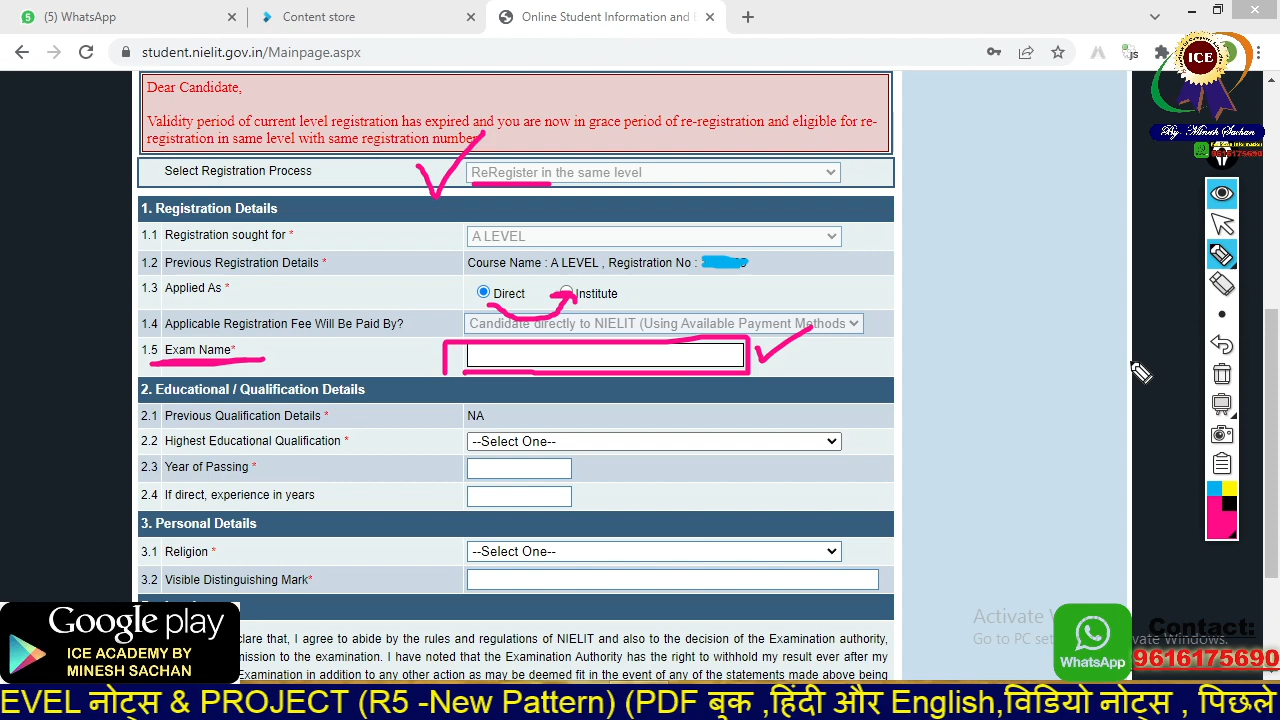 (5) WhatsApp
Content store
Online Student Information and
student.nielit.gov.in/Mainpage.aspx
js
ICE
By- Minesh Sachan
9616175690
Dear Candidate,
Validity period of current level registration has expired and you are now in grace period of re-registration and eligible for re-
registration in same level with same registration number
Select Registration Process
ReRegister in the same level
1. Registration Details
1.1 Registration sought for *
A LEVEL
1.2 Previous Registration Details *
Course Name : A LEVEL , Registration No :
1.3 Applied As *
Direct
Institute
1.4 Applicable Registration Fee Will Be Paid By?
Candidate directly to NIELIT (Using Available Payment Methods
1.5 Exam Name*
2. Educational / Qualification Details
2.1 Previous Qualification Details *
NA
2.2 Highest Educational Qualification *
--Select One--
2.3 Year of Passing *
2.4 If direct, experience in years
3. Personal Details
3.1 Religion *
--Select One--
3.2 Visible Distinguishing Mark*
clare that, I agree to abide by the rules and regulations of NIELIT and also to the decision of the Examination authority,
mission to the examination Examination Authority has the right to withhold my result ever after my
Examination in addition to any other action as may be deemed if in the event of any of the statements made above being
Google play
ICE ACADEMY BY
MINESH SACHAN
Activate
Go to PC vate Windows.
WhatsApp
Contact:
9616175690
EVEL नोट्स & PROJECT (R5 -New Pattern) (PDF बुक ,हिंदी और English,विडियो नोट्स , पिछले